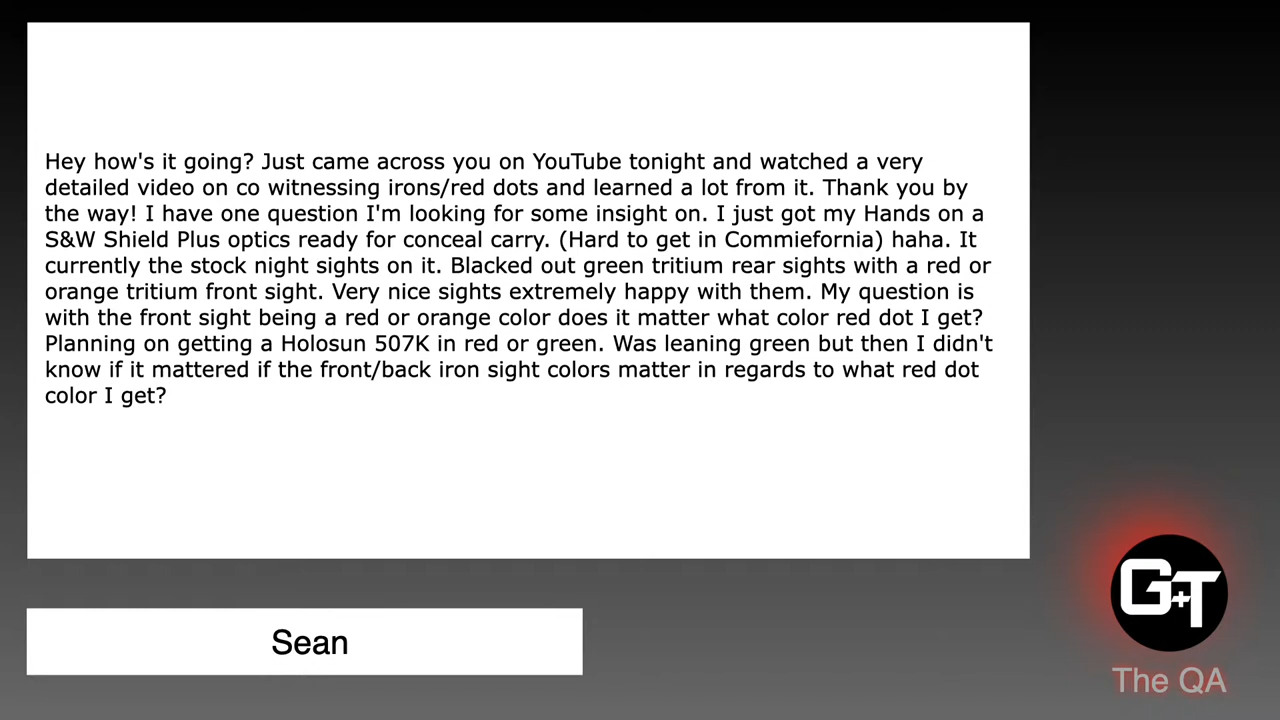 Hey how's it going? Just came across you on YouTube tonight and watched a very
detailed video on co witnessing irons/red dots and learned a lot from it. Thank you by
the way! I have one question I'm looking for some insight on. I just got my Hands on a
S&W Shield Plus optics ready for conceal carry. (Hard to get in Commiefornia) haha. It
currently the stock night sights on it. Blacked out green tritium rear sights with a red or
orange tritium front sight. Very nice sights extremely happy with them. My question is
with the front sight being a red or orange color does it matter what color red dot I get?
Planning on getting a Holosun 507K in red or green. Was leaning green but then I didn't
know if it mattered if the front/back iron sight colors matter in regards to what red dot
color I get?
Sean
G+T
The QA